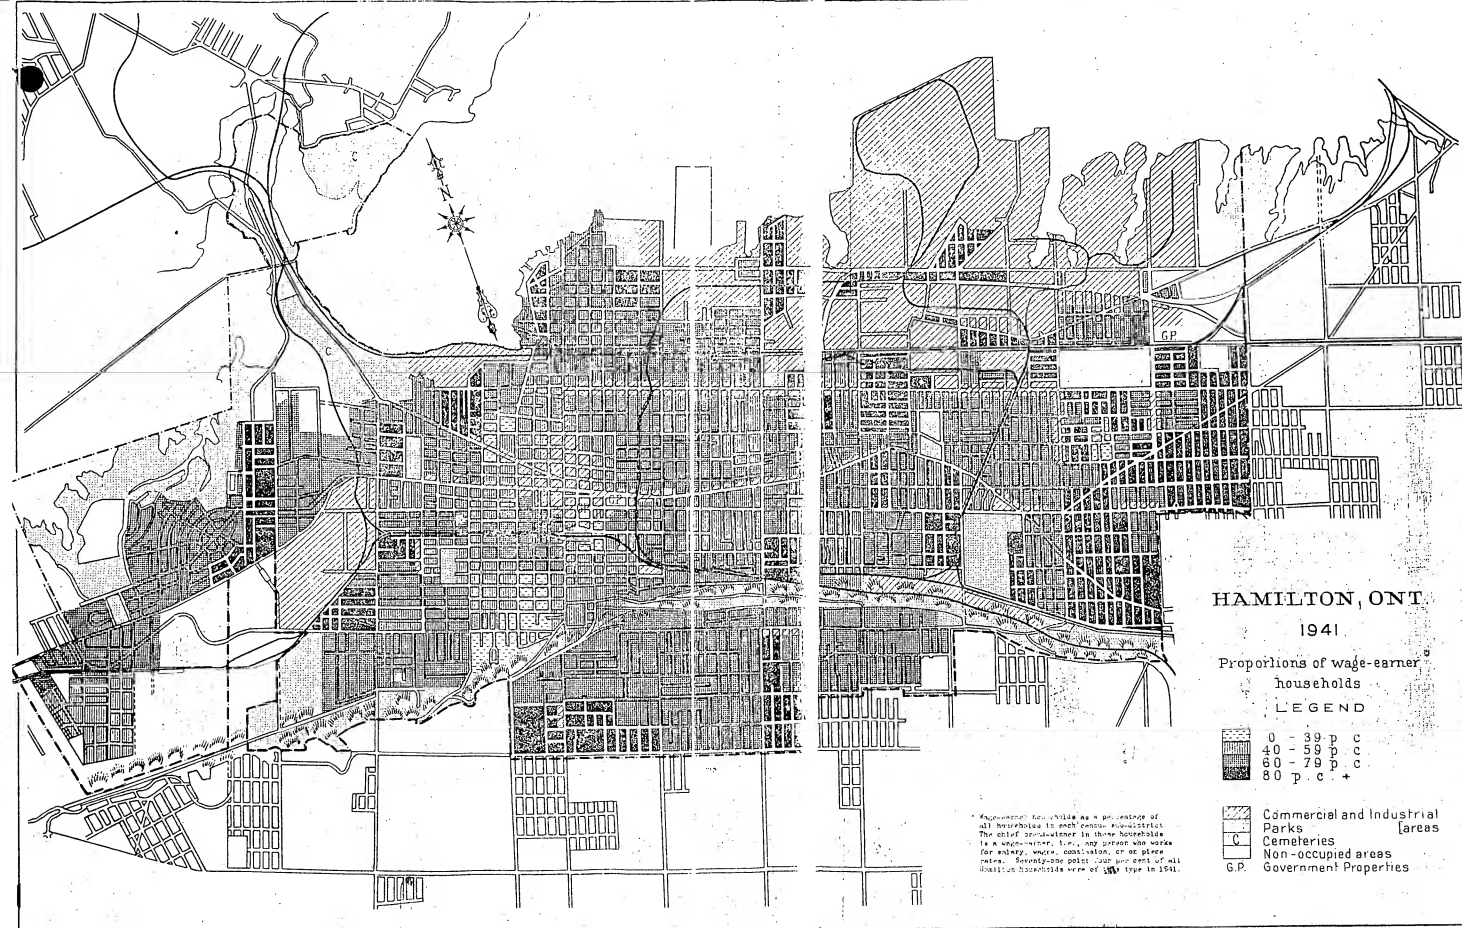 C
N
C
G.P.
G.P.
HAMILTON, ONT.
1941
Proportions of wage-earner *
households
LEGEND
0 - 39 p c
40 - 59 p. c
60 - 79 p. c.
80 p. c. +
Commercial and Industrial
Parks [areas
C Cemeteries
Non-occupied areas
G.P. Government Properties
* Wage-earner households as a percentage of
all households in each census sub-district.
The chief bread-winner in these households
is a wage-earner, i.e., any person who works
for salary, wages, commission, or on piece
rates. Seventy-one point four per cent of all
Hamilton households were of type in 1941.